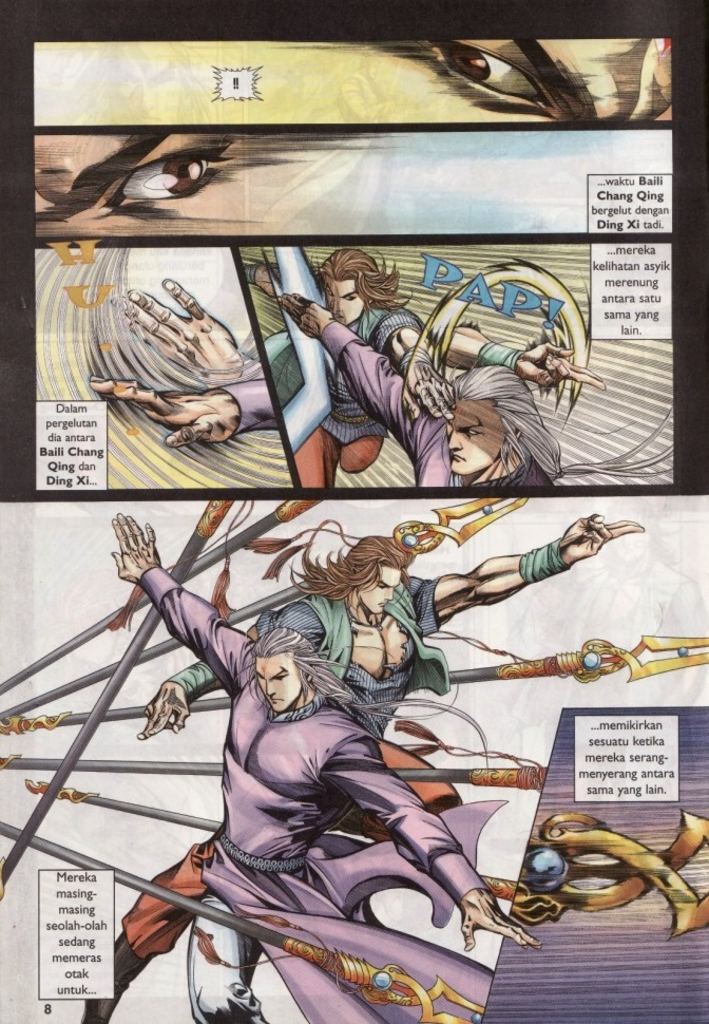 !!
...waktu Baili
Chang Qing
bergelut dengan
Ding Xi tadi.
HU
Dalam
pergelutan
dia antara
Baili Chang
Qing dan
Ding Xi...
PAP!
...mereka
kelihatan asyik
merenung
antara satu
sama yang
lain.
Mereka
masing-
masing
seolah-olah
sedang
memeras
otak
untuk...
...memikirkan
sesuatu ketika
mereka serang-
menyerang antara
sama yang lain.
8